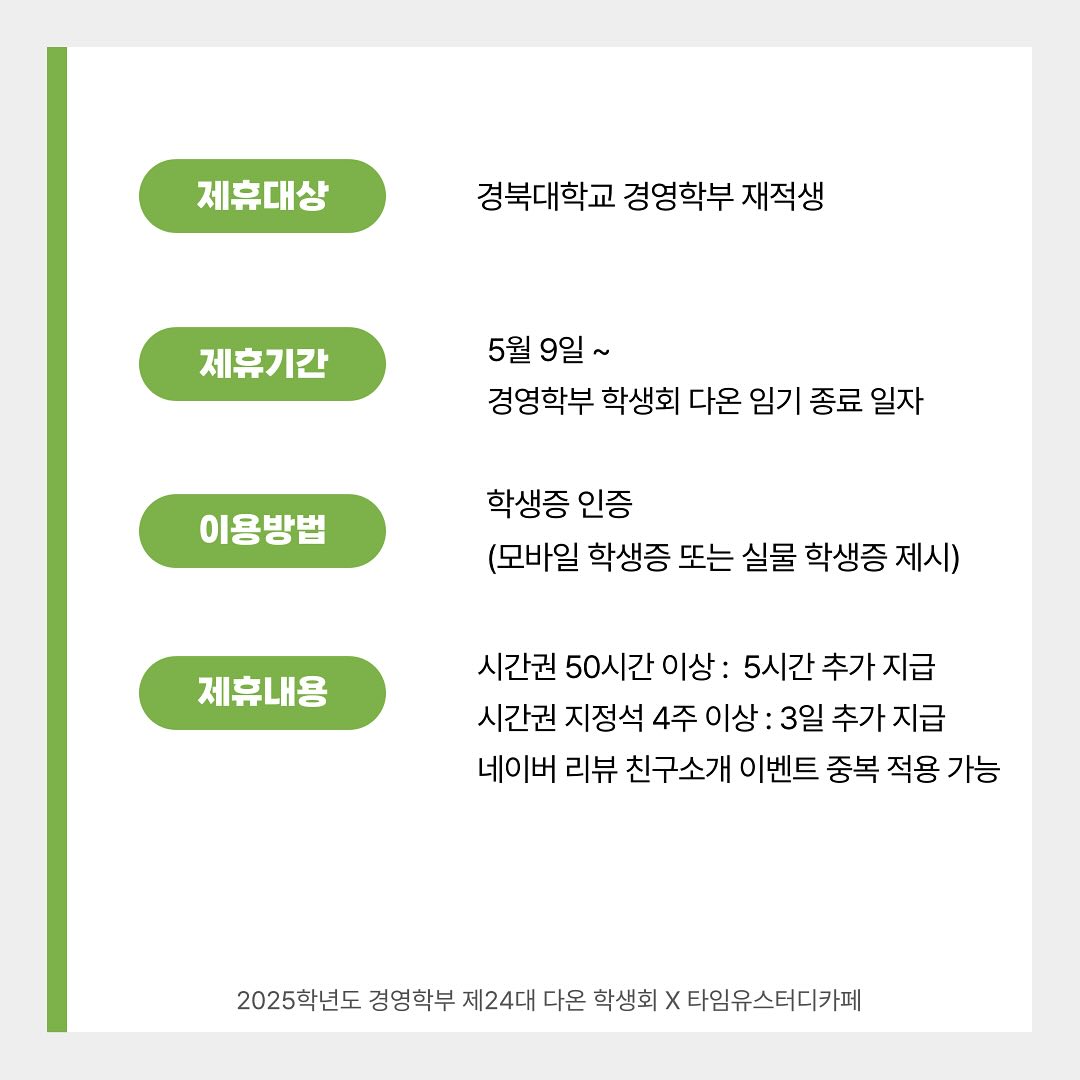 제휴대상
경북대학교 경영학부 재적생
제휴기간
5월 9일 ~
경영학부 학생회 다온 임기 종료 일자
이용방법
학생증 인증
(모바일 학생증 또는 실물 학생증 제시)
제휴내용
시간권 50시간 이상 : 5시간 추가 지급
시간권 지정석 4주 이상 : 3일 추가 지급
네이버 리뷰 친구소개 이벤트 중복 적용 가능
2025학년도 경영학부 제24대 다온 학생회 X 타임유스터디카페